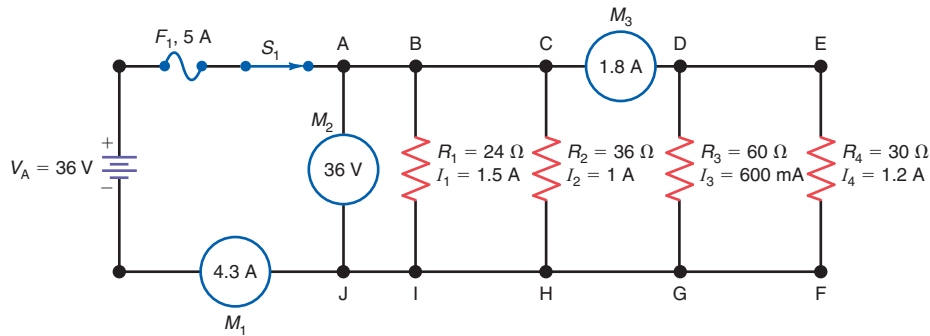 M3
F1, 5 A
S1
A
B
C
D
E
1.8 A
M2
+
VA = 36 V
−
36 V
R1 = 24 Ω
I1 = 1.5 A
R2 = 36 Ω
I2 = 1 A
R3 = 60 Ω
I3 = 600 mA
R4 = 30 Ω
I4 = 1.2 A
4.3 A
M1
J
I
H
G
F